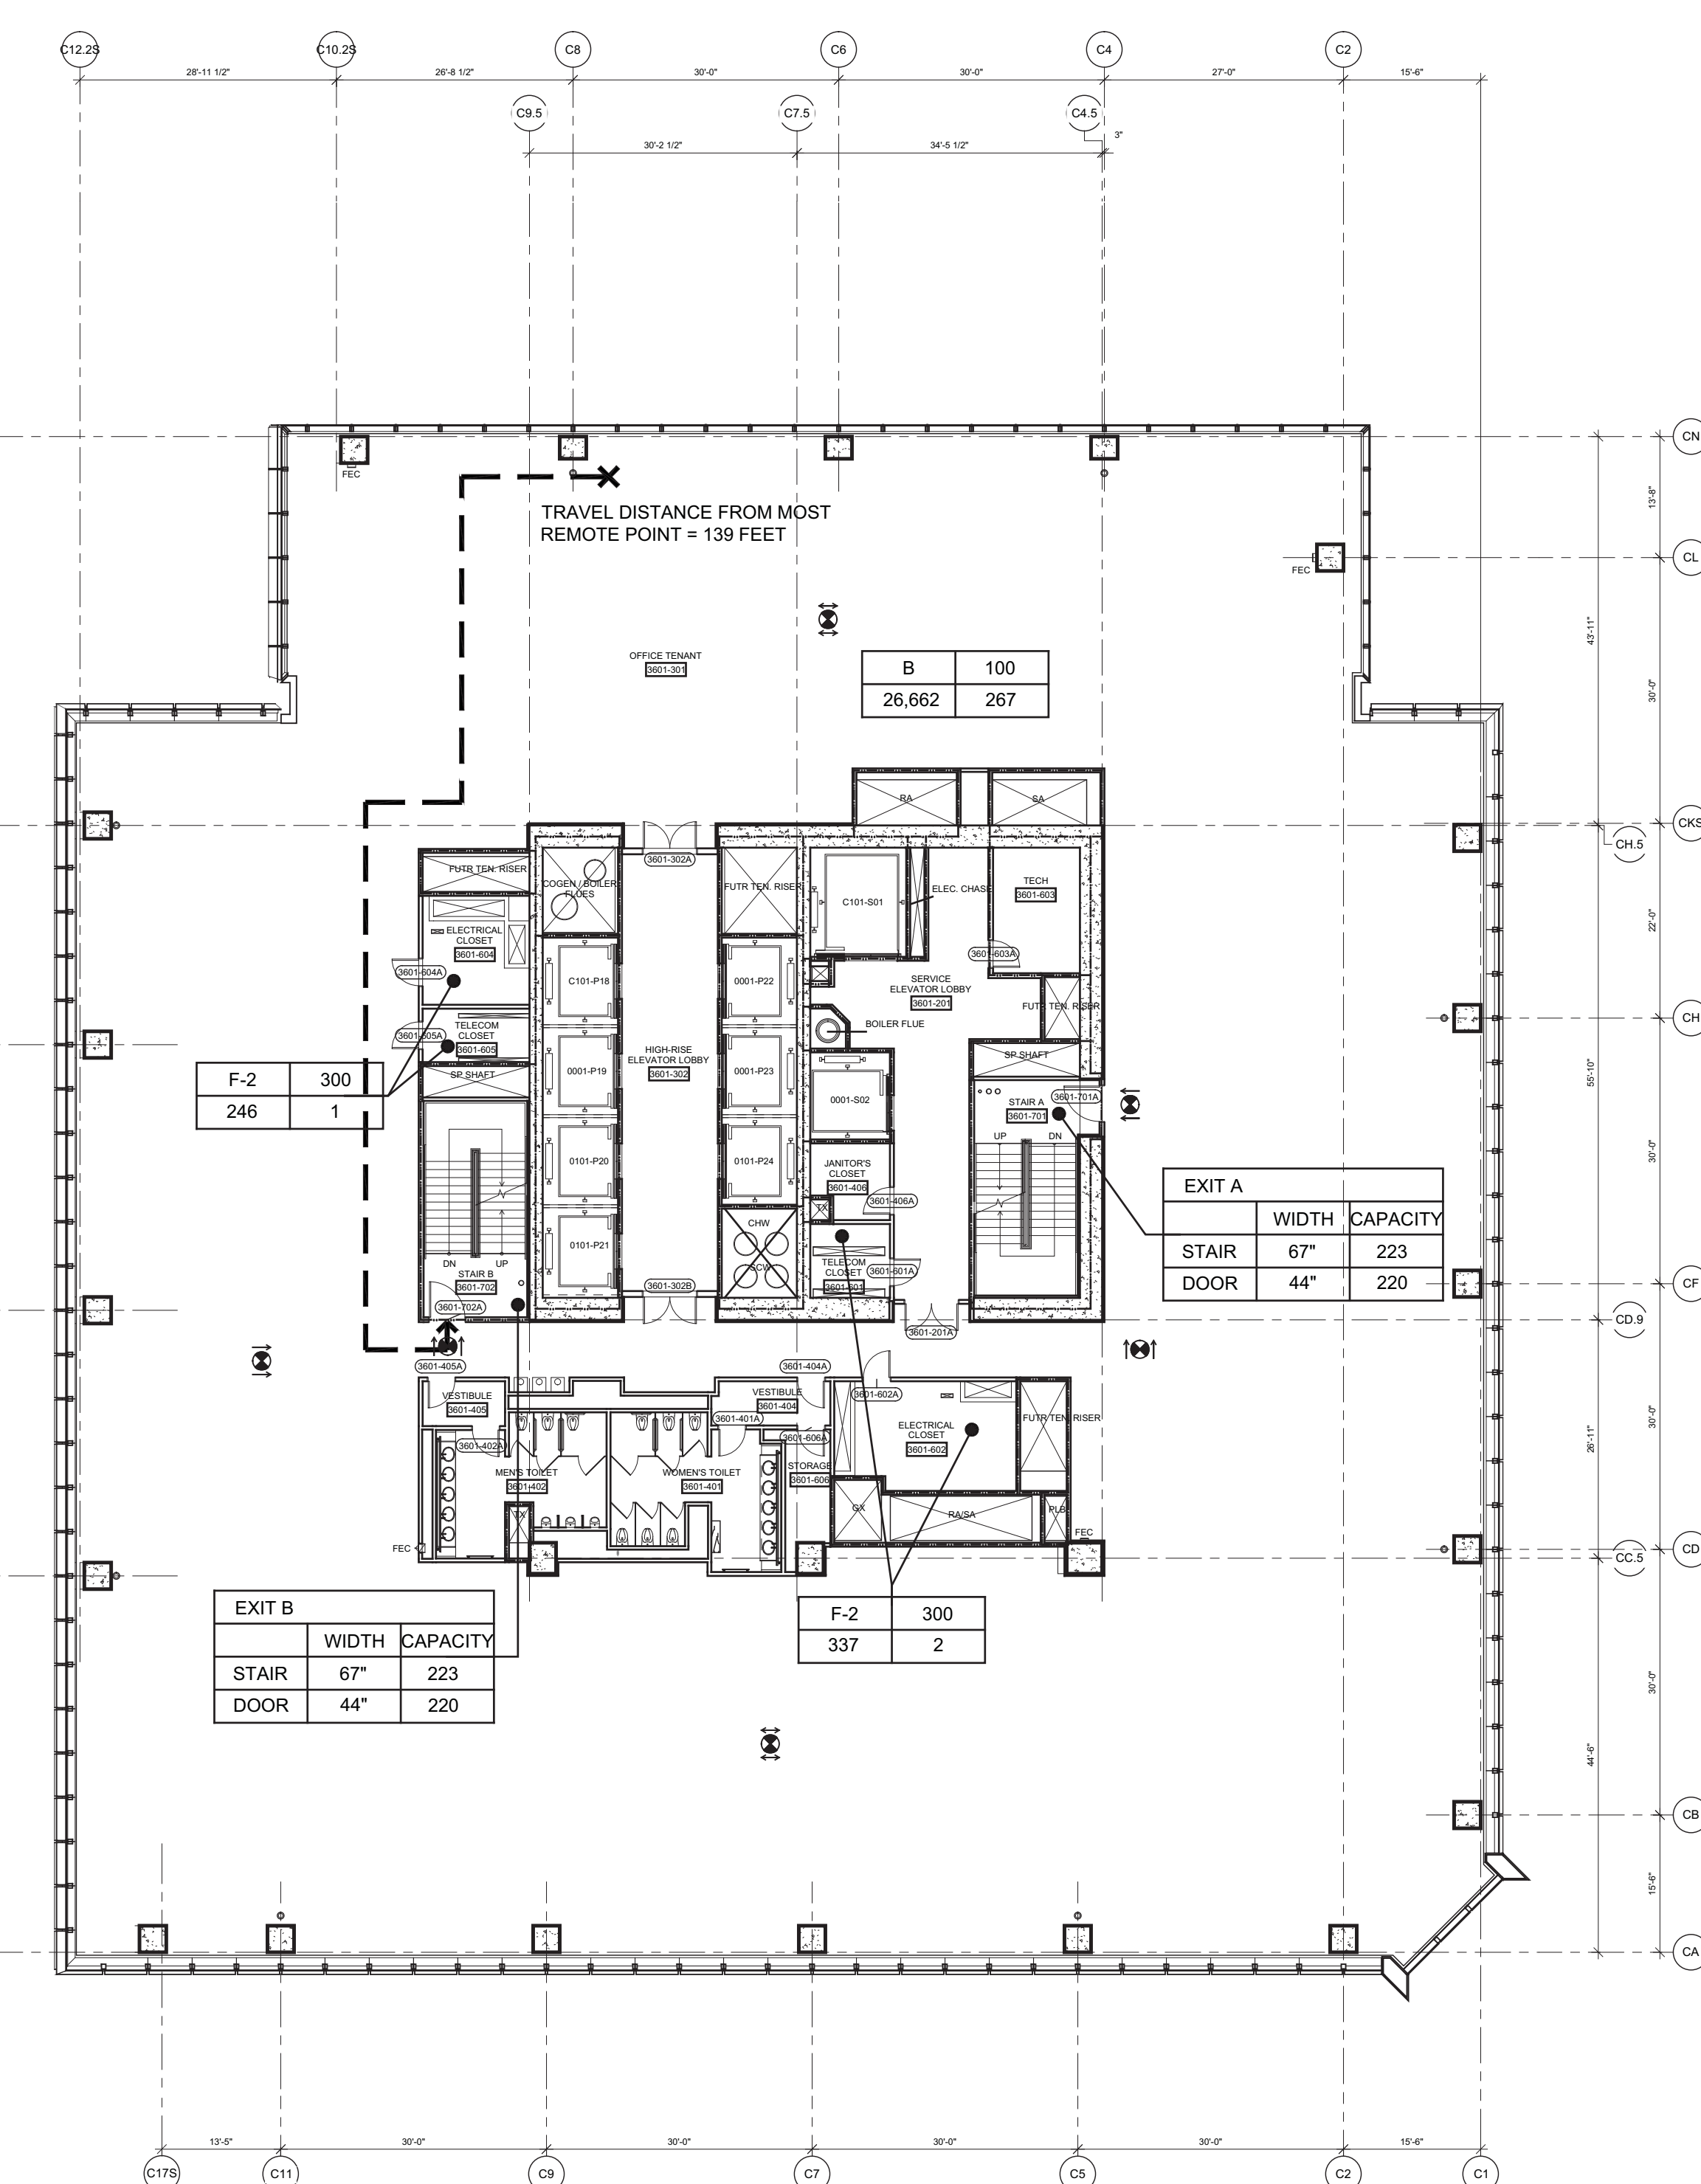 C12.2S
C10.2S
C8
C6
C4
C2
28'-11 1/2"
26'-8 1/2"
30'-0"
30'-0"
27'-0"
15'-6"
C9.5
C7.5
C4.5
3"
30'-2 1/2"
34'-5 1/2"
CN
FEC
TRAVEL DISTANCE FROM MOST
REMOTE POINT = 139 FEET
13'-8"
CL
FEC
43'-11"
OFFICE TENANT
3601-301
B 100
26,662 267
30'-0"
RA
SA
CKS
CH.5
3601-302A
FUTR TEN. RISER
COGEN / BOILER
FLUES
FUTR TEN. RISER
C101-S01
ELEC. CHASE
TECH
3601-603
22'-0"
ELECTRICAL
CLOSET
3601-604
3601-604A
3601-603A
C101-P18
0001-P22
SERVICE
ELEVATOR LOBBY
3601-201
FUTR TEN. RISER
CH
TELECOM
CLOSET
3601-605
3601-605A
BOILER FLUE
HIGH-RISE
ELEVATOR LOBBY
3601-302
SP SHAFT
SP SHAFT
0001-P19
0001-P23
55'-10"
F-2 300
246 1
0001-S02
STAIR A
3601-701
3601-701A
UP
DN
30'-0"
0101-P20
0101-P24
JANITOR'S
CLOSET
3601-406
3601-406A
TX
EXIT A
WIDTH CAPACITY
STAIR 67" 223
DOOR 44" 220
CHW
SCW
0101-P21
DN
UP
STAIR B
3601-702
3601-702A
TELECOM
CLOSET
3601-601
3601-601A
3601-302B
CF
CD.9
3601-201A
3601-405A
3601-404A
VESTIBULE
3601-405
VESTIBULE
3601-404
3601-602A
3601-401A
3601-402A
3601-606A
ELECTRICAL
CLOSET
3601-602
FUTR TEN. RISER
30'-0"
26'-11"
MEN'S TOILET
3601-402
WOMEN'S TOILET
3601-401
STORAGE
3601-606
TX
GX
RA/SA
PLB
FEC
FEC
CD
CC.5
EXIT B
WIDTH CAPACITY
STAIR 67" 223
DOOR 44" 220
F-2 300
337 2
30'-0"
44'-6"
CB
15'-6"
CA
13'-5"
30'-0"
30'-0"
30'-0"
30'-0"
15'-6"
C17S
C11
C9
C7
C5
C2
C1